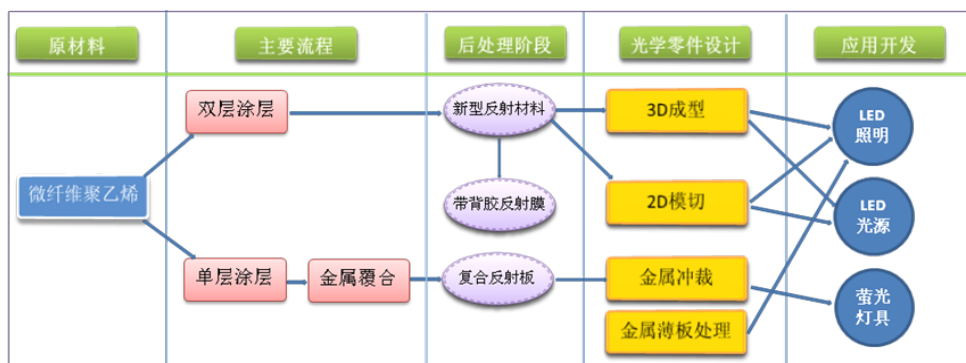 原材料
主要流程
后处理阶段
光学零件设计
应用开发
双层涂层
新型反射材料
3D成型
LED
照明
微纤维聚乙烯
带背胶反射膜
2D模切
LED
光源
单层涂层
金属覆合
复合反射板
金属冲裁
萤光
灯具
金属薄板处理